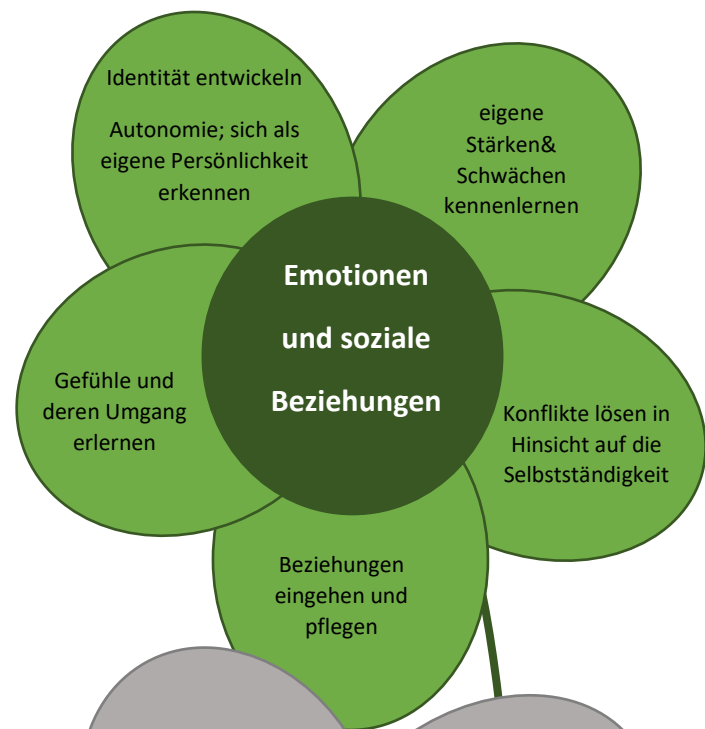 Identität entwickeln
Autonomie; sich als
eigene Persönlichkeit
erkennen
eigene
Stärken&
Schwächen
kennenlernen
Emotionen
und soziale
Beziehungen
Gefühle und
deren Umgang
erlernen
Konflikte lösen in
Hinsicht auf die
Selbstständigkeit
Beziehungen
eingehen und
pflegen